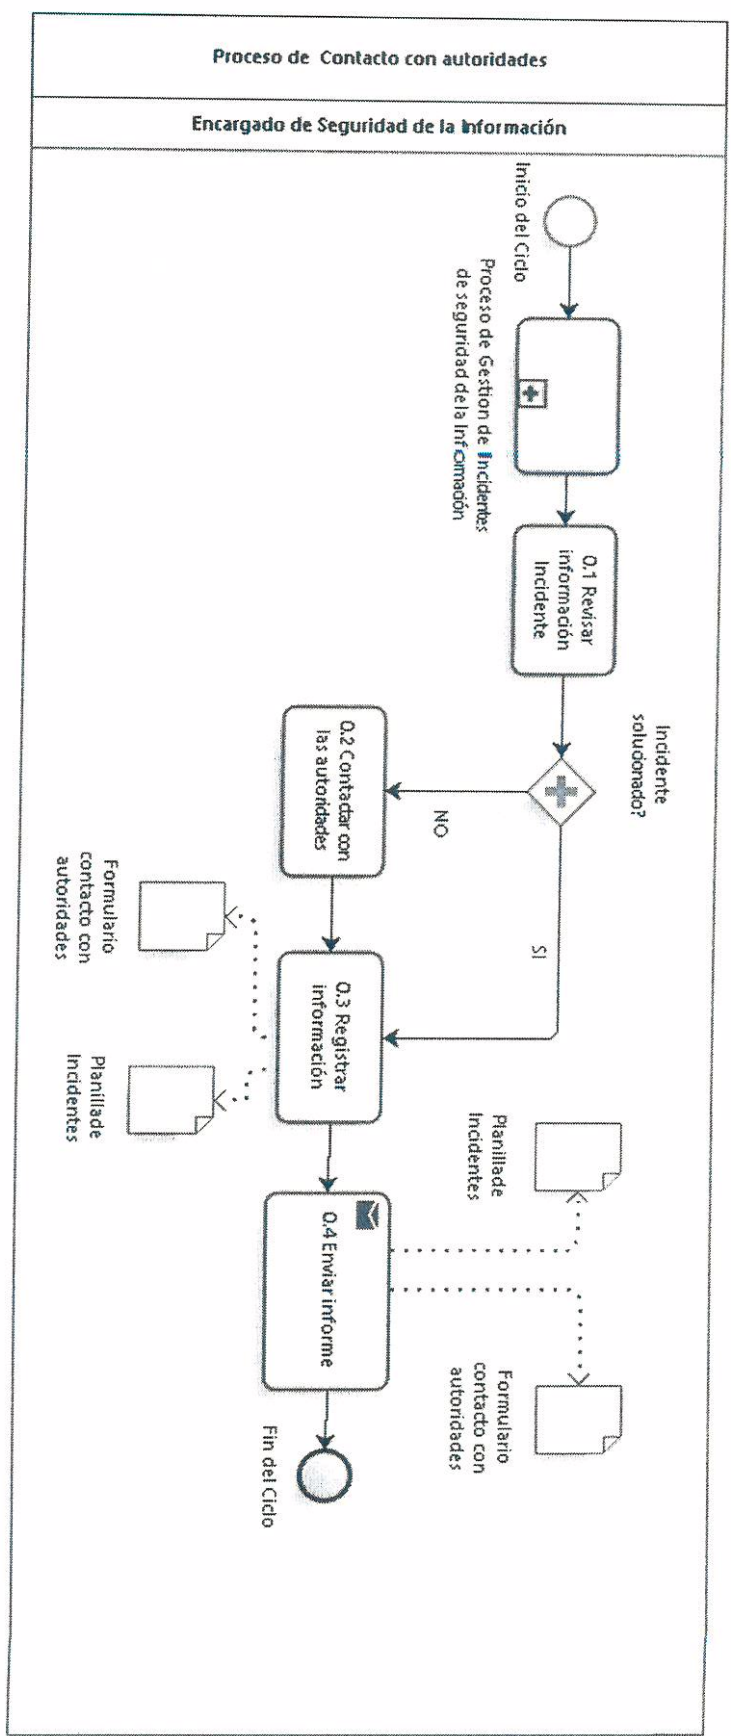 Proceso de Contacto con autoridades
Encargado de Seguridad de la Información
Inicio del Ciclo
Proceso de Gestion de Incidentes
de seguridad de la Información
0.1 Revisar
información
Incidente
Incidente
solucionado?
NO
SI
0.2 Contactar con
las autoridades
0.3 Registrar
información
Formulario
contacto con
autoridades
Planilla de
Incidentes
Planilla de
Incidentes
0.4 Enviar informe
Formulario
contacto con
autoridades
Fin del Ciclo